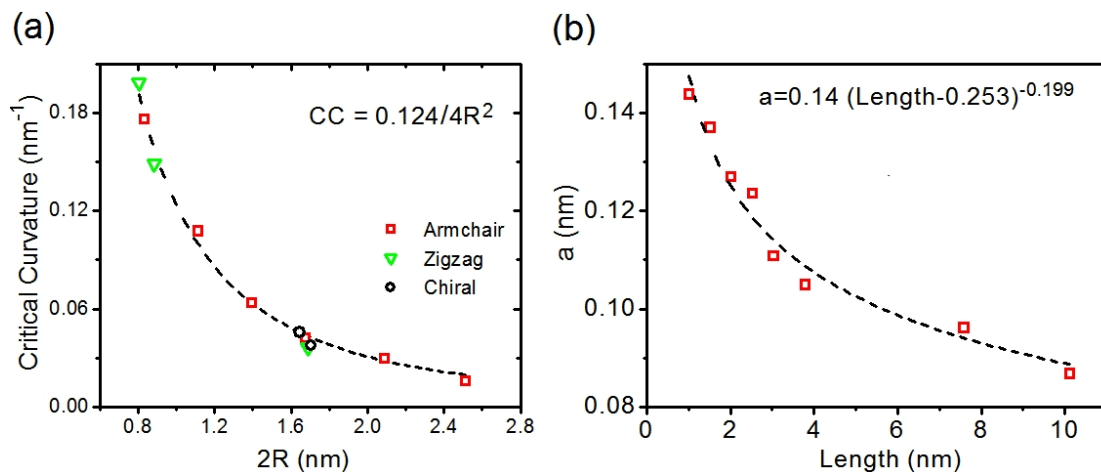 (a)
CC = 0.124/4R²
Armchair
Zigzag
Chiral
Critical Curvature (nm⁻¹)
0.18
0.12
0.06
0.00
0.8 1.2 1.6 2.0 2.4 2.8
2R (nm)
(b)
a=0.14 (Length-0.253)⁻⁰·¹⁹⁹
a (nm)
0.14
0.12
0.10
0.08
0 2 4 6 8 10
Length (nm)